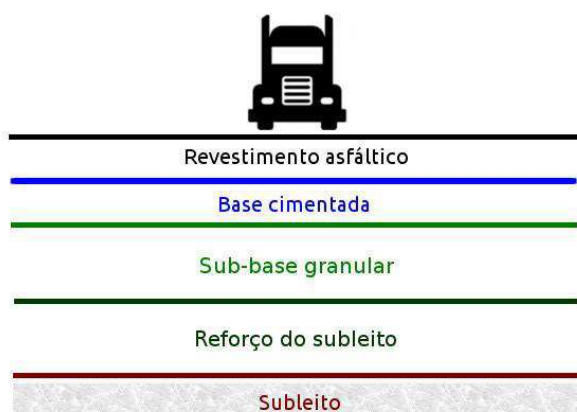 Revestimento asfáltico
Base cimentada
Sub-base granular
Reforço do subleito
Subleito